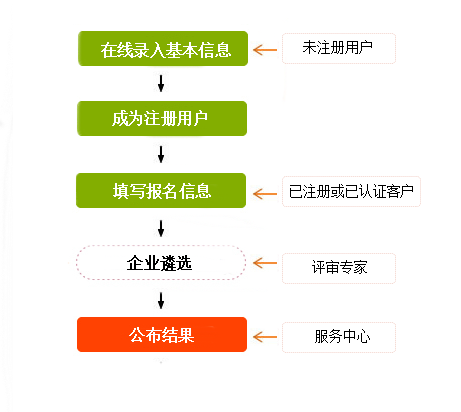 在线录入基本信息
未注册用户
成为注册用户
填写报名信息
已注册或已认证客户
企业遴选
评审专家
公布结果
服务中心